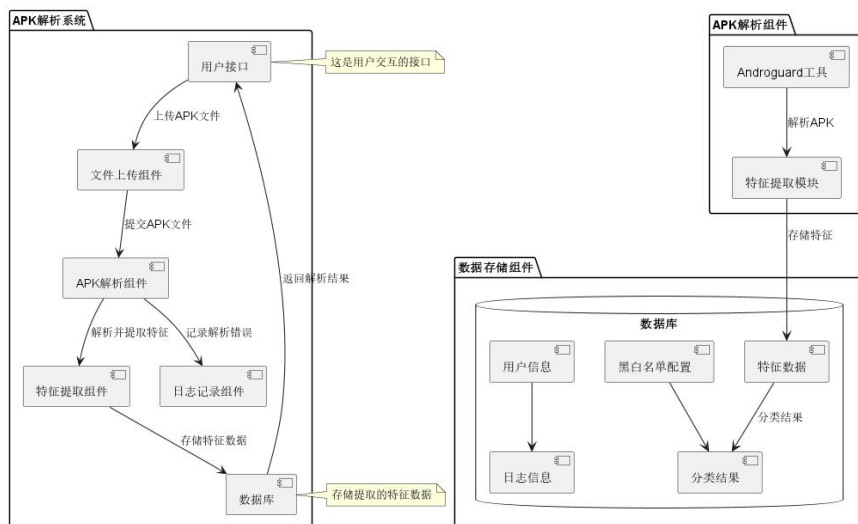 APK解析系统
用户接口
这是用户交互的接口
上传APK文件
文件上传组件
提交APK文件
APK解析组件
返回解析结果
解析并提取特征
记录解析错误
特征提取组件
日志记录组件
存储特征数据
数据库
存储提取的特征数据
APK解析组件
Androguard工具
解析APK
特征提取模块
存储特征
数据存储组件
数据库
用户信息
黑白名单配置
特征数据
分类结果
日志信息
分类结果